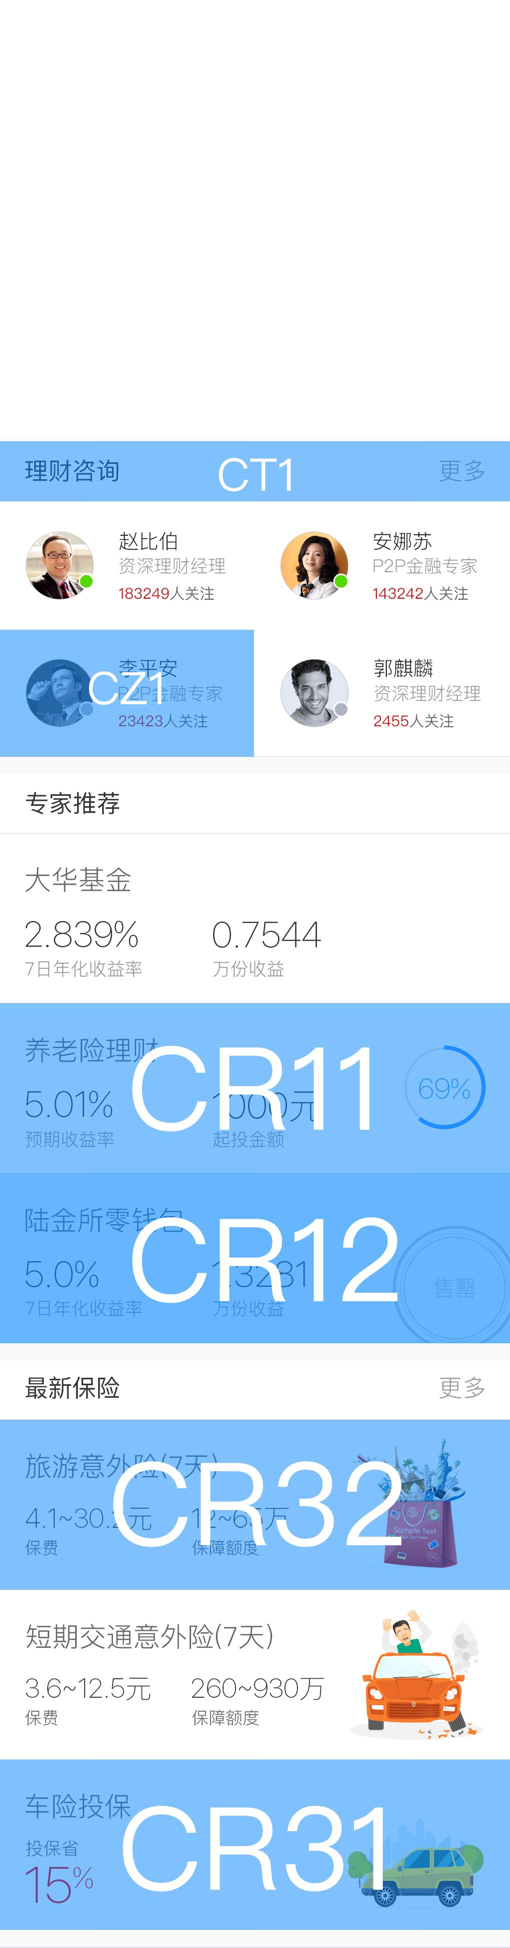 理财咨询 CT1 更多
赵比伯 安娜苏
资深理财经理 P2P金融专家
183249人关注 143242人关注
李平安 郭麒麟
CZ1
P2P金融专家 资深理财经理
23423人关注 2455人关注
专家推荐
大华基金
2.839% 0.7544
7日年化收益率 万份收益
养老险理财
CR11
5.01% 1000元 69%
预期收益率 起投金额
陆金所零钱包
CR12
5.0% 1.3281 售罄
7日年化收益率 万份收益
最新保险 更多
旅游意外险(7天)
CR32
4.1~30.2元 12~65万
保费 保障额度
Sample Text
短期交通意外险(7天)
3.6~12.5元 260~930万
保费 保障额度
车险投保
CR31
投保省
15%